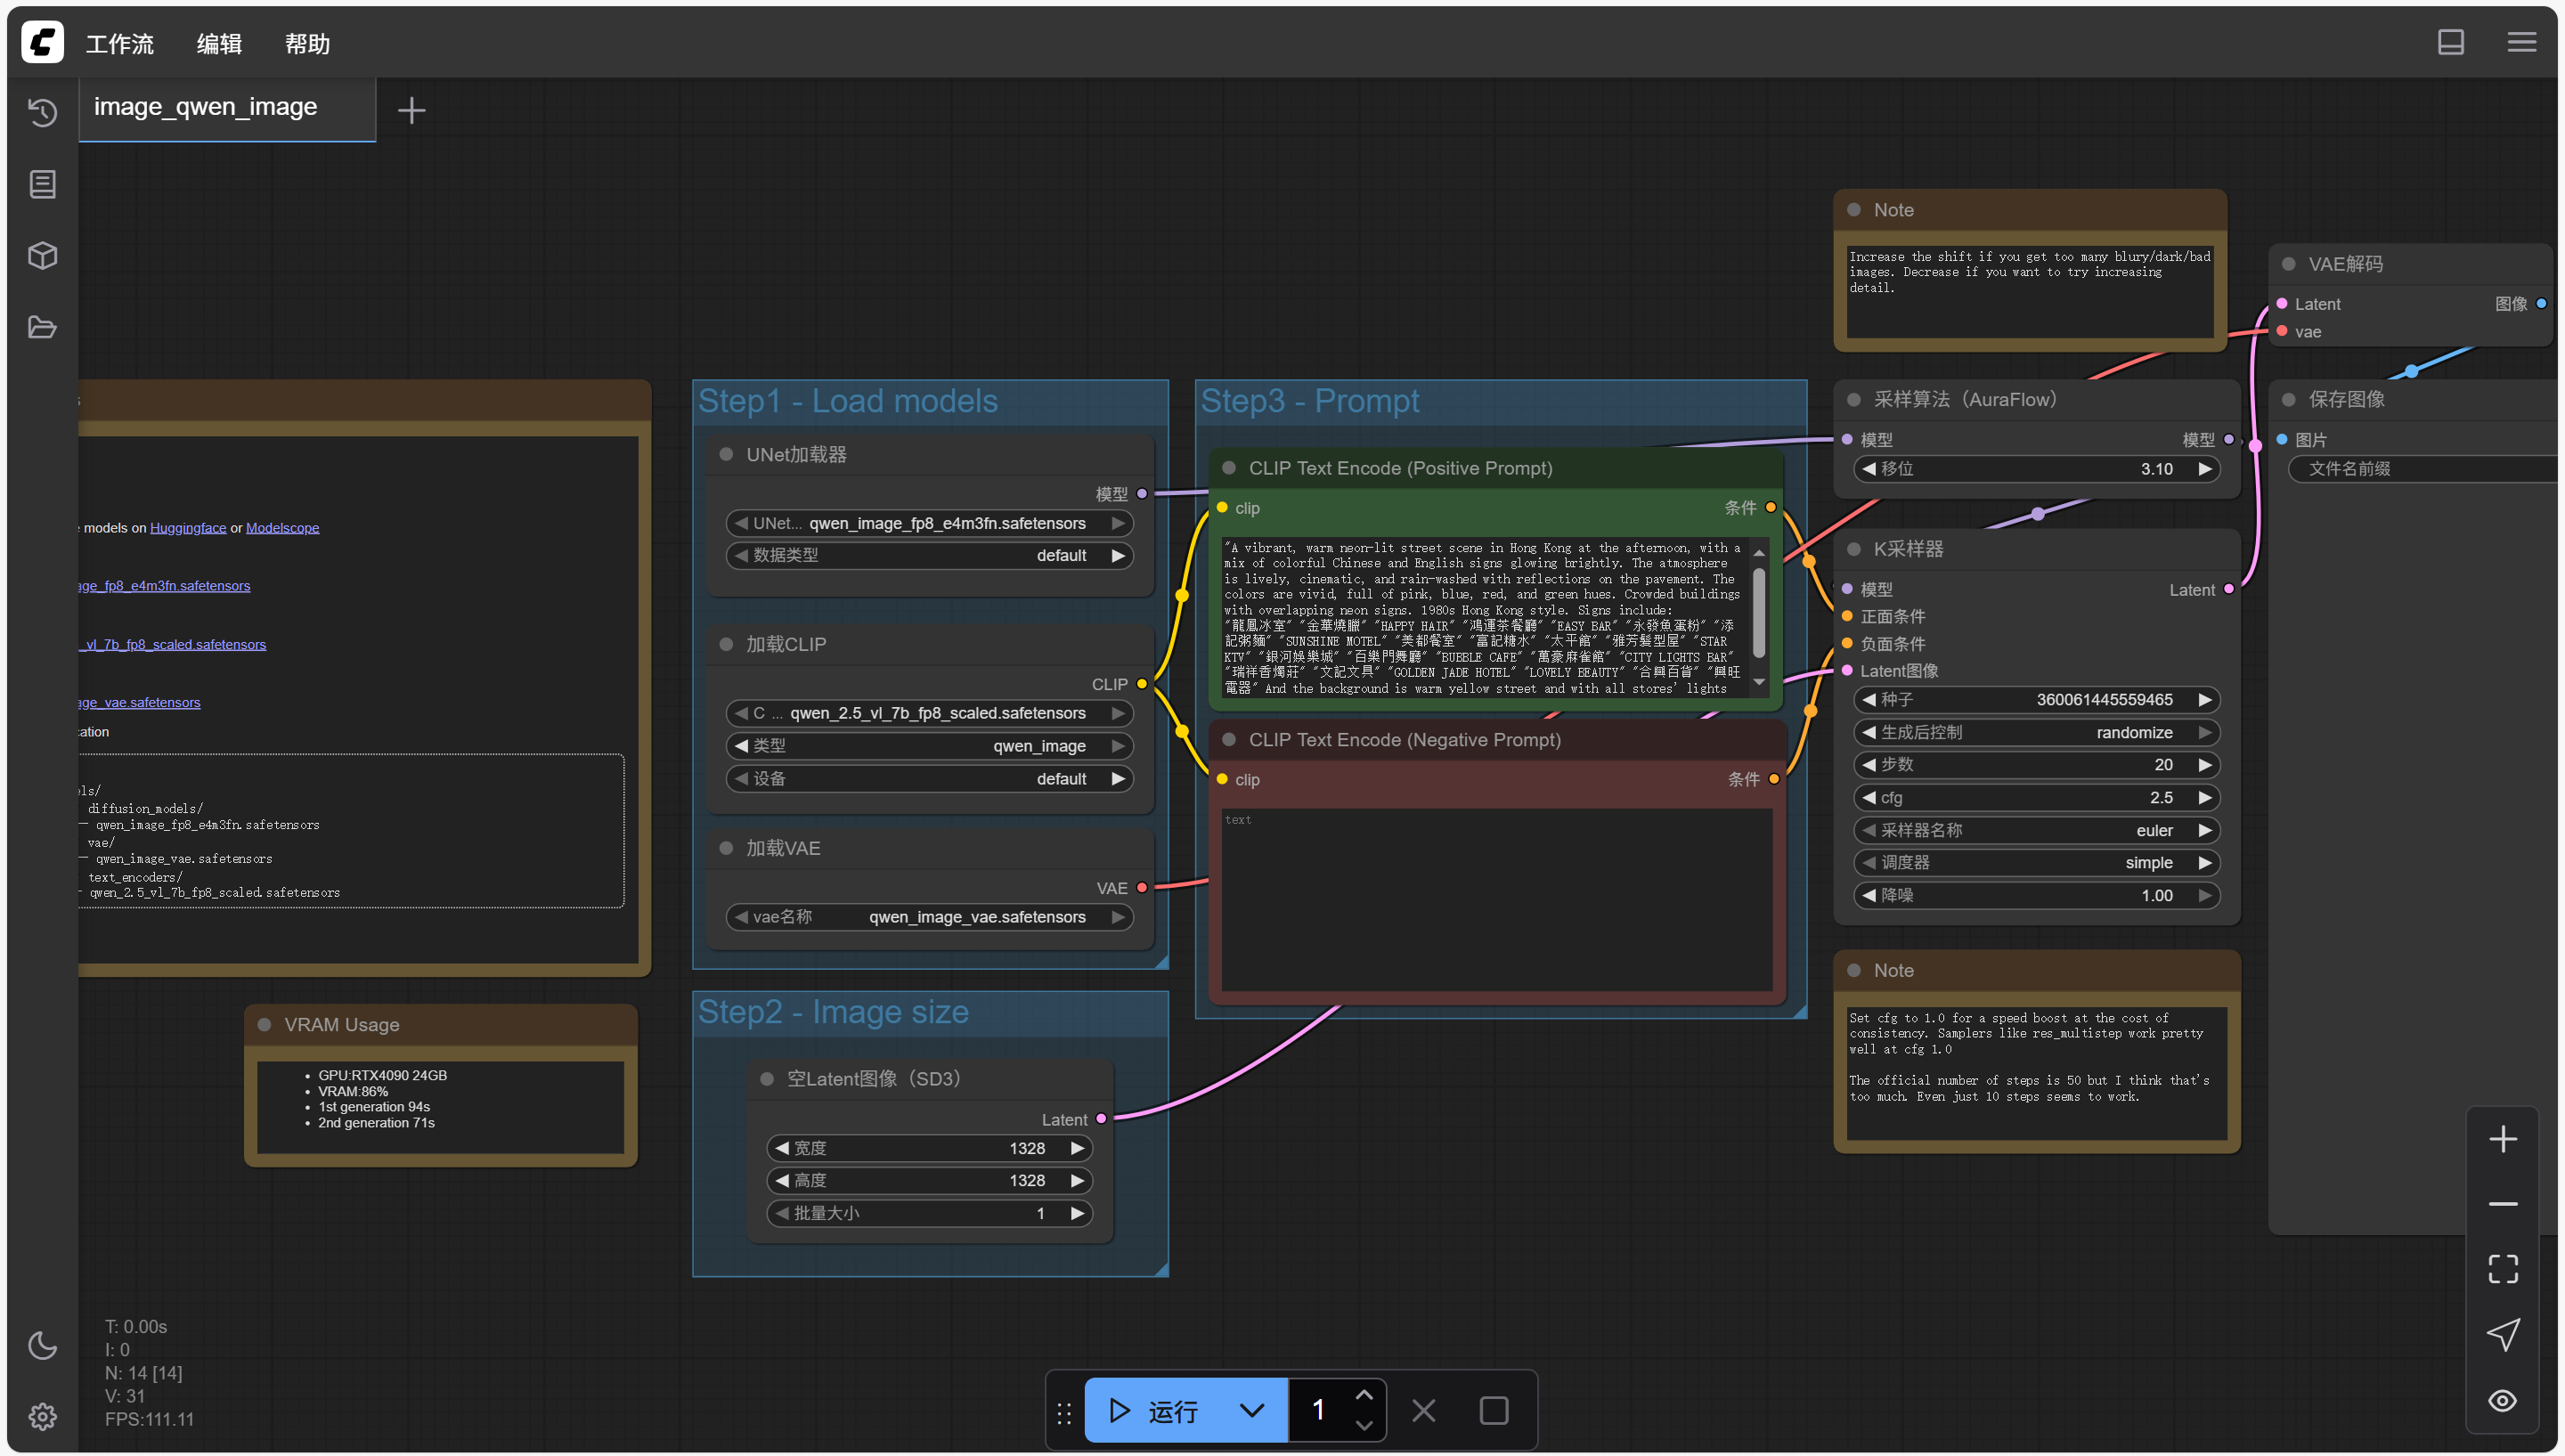 工作流 编辑 帮助
image_qwen_image
models on Huggingface or Modelscope
age_fp8_e4m3fn.safetensors
_vl_7b_fp8_scaled.safetensors
ge_vae.safetensors
ation
els/
diffusion_models/
qwen_image_fp8_e4m3fn.safetensors
vae/
qwen_image_vae.safetensors
text_encoders/
qwen_2.5_vl_7b_fp8_scaled.safetensors
VRAM Usage
GPU:RTX4090 24GB
VRAM:86%
1st generation 94s
2nd generation 71s
Step1 - Load models
UNet加载器
模型
UNet... qwen_image_fp8_e4m3fn.safetensors
数据类型 default
加载CLIP
CLIP
C ... qwen_2.5_vl_7b_fp8_scaled.safetensors
类型 qwen_image
设备 default
加载VAE
VAE
vae名称 qwen_image_vae.safetensors
Step2 - Image size
空Latent图像（SD3）
Latent
宽度 1328
高度 1328
批量大小 1
Step3 - Prompt
CLIP Text Encode (Positive Prompt)
clip 条件
"A vibrant, warm neon-lit street scene in Hong Kong at the afternoon, with a
mix of colorful Chinese and English signs glowing brightly. The atmosphere
is lively, cinematic, and rain-washed with reflections on the pavement. The
colors are vivid, full of pink, blue, red, and green hues. Crowded buildings
with overlapping neon signs. 1980s Hong Kong style. Signs include:
"龍鳳冰室" "金華燒臘" "HAPPY HAIR" "鴻運茶餐廳" "EASY BAR" "永發魚蛋粉" "添
記粥麵" "SUNSHINE MOTEL" "美都餐室" "富記糖水" "太平館" "雅芳髮型屋" "STAR
KTV" "銀河娛樂城" "百樂門舞廳" "BUBBLE CAFE" "萬豪麻雀館" "CITY LIGHTS BAR"
"瑞祥香燭莊" "文記文具" "GOLDEN JADE HOTEL" "LOVELY BEAUTY" "合興百貨" "興旺
電器" And the background is warm yellow street and with all stores' lights
CLIP Text Encode (Negative Prompt)
clip 条件
text
Note
Increase the shift if you get too many blury/dark/bad
images. Decrease if you want to try increasing
detail.
采样算法（AuraFlow）
模型 模型
移位 3.10
K采样器
模型 Latent
正面条件
负面条件
Latent图像
种子 360061445559465
生成后控制 randomize
步数 20
cfg 2.5
采样器名称 euler
调度器 simple
降噪 1.00
Note
Set cfg to 1.0 for a speed boost at the cost of
consistency. Samplers like res_multistep work pretty
well at cfg 1.0
The official number of steps is 50 but I think that's
too much. Even just 10 steps seems to work.
VAE解码
Latent 图像
vae
保存图像
图片
文件名前缀
T: 0.00s
I: 0
N: 14 [14]
V: 31
FPS:111.11
运行 1